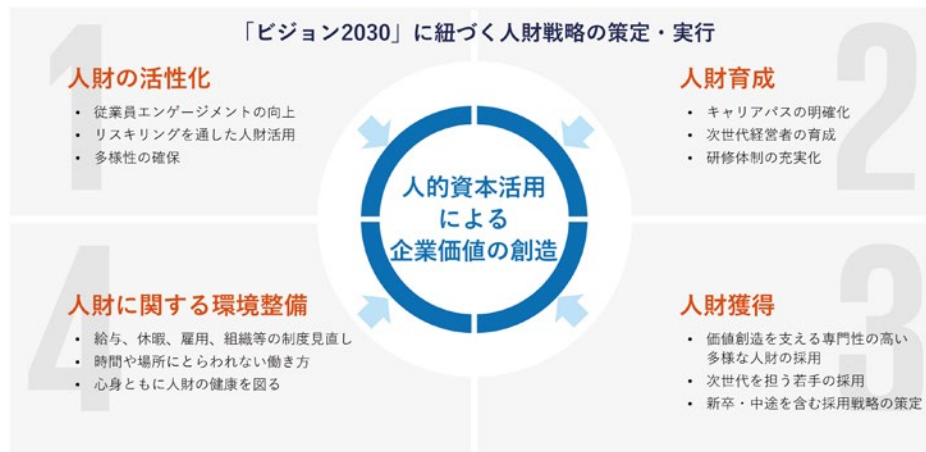 「ビジョン2030」に紐づく人財戦略の策定・実行
1
人財の活性化
• 従業員エンゲージメントの向上
• リスキリングを通した人財活用
• 多様性の確保
2
人財育成
• キャリアパスの明確化
• 次世代経営者の育成
• 研修体制の充実化
人的資本活用
による
企業価値の創造
3
人財獲得
• 価値創造を支える専門性の高い
多様な人財の採用
• 次世代を担う若手の採用
• 新卒・中途を含む採用戦略の策定
4
人財に関する環境整備
• 給与、休暇、雇用、組織等の制度見直し
• 時間や場所にとらわれない働き方
• 心身ともに人財の健康を図る